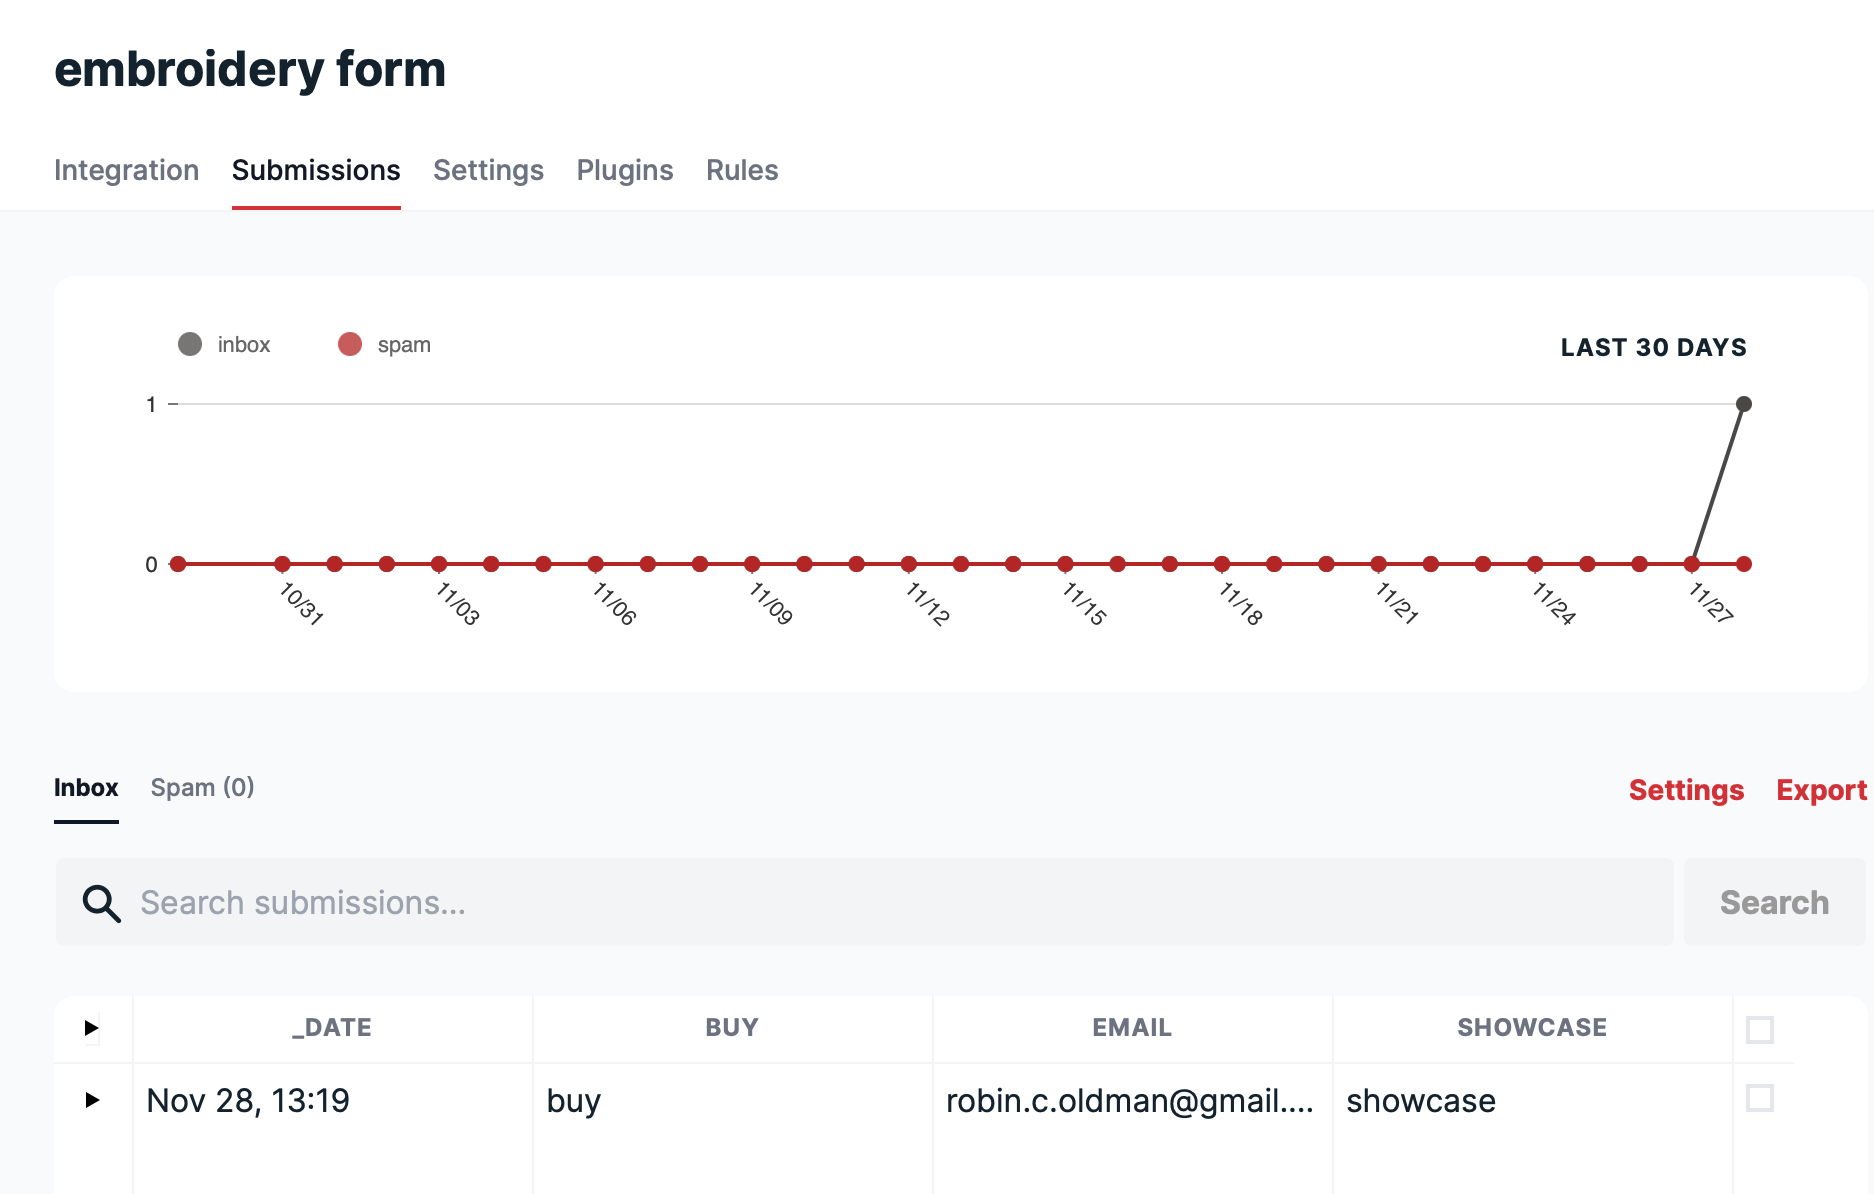 embroidery form
Integration Submissions Settings Plugins Rules
inbox spam LAST 30 DAYS
1
0
10/31 11/03 11/06 11/09 11/12 11/15 11/18 11/21 11/24 11/27
Inbox Spam (0) Settings Export
Search submissions... Search
_DATE BUY EMAIL SHOWCASE
Nov 28, 13:19 buy robin.c.oldman@gmail.... showcase